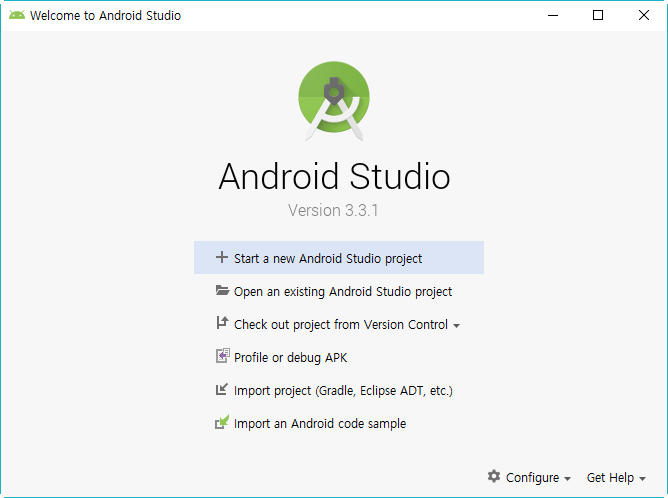 Welcome to Android Studio
Android Studio
Version 3.3.1
Start a new Android Studio project
Open an existing Android Studio project
Check out project from Version Control
Profile or debug APK
Import project (Gradle, Eclipse ADT, etc.)
Import an Android code sample
Configure Get Help